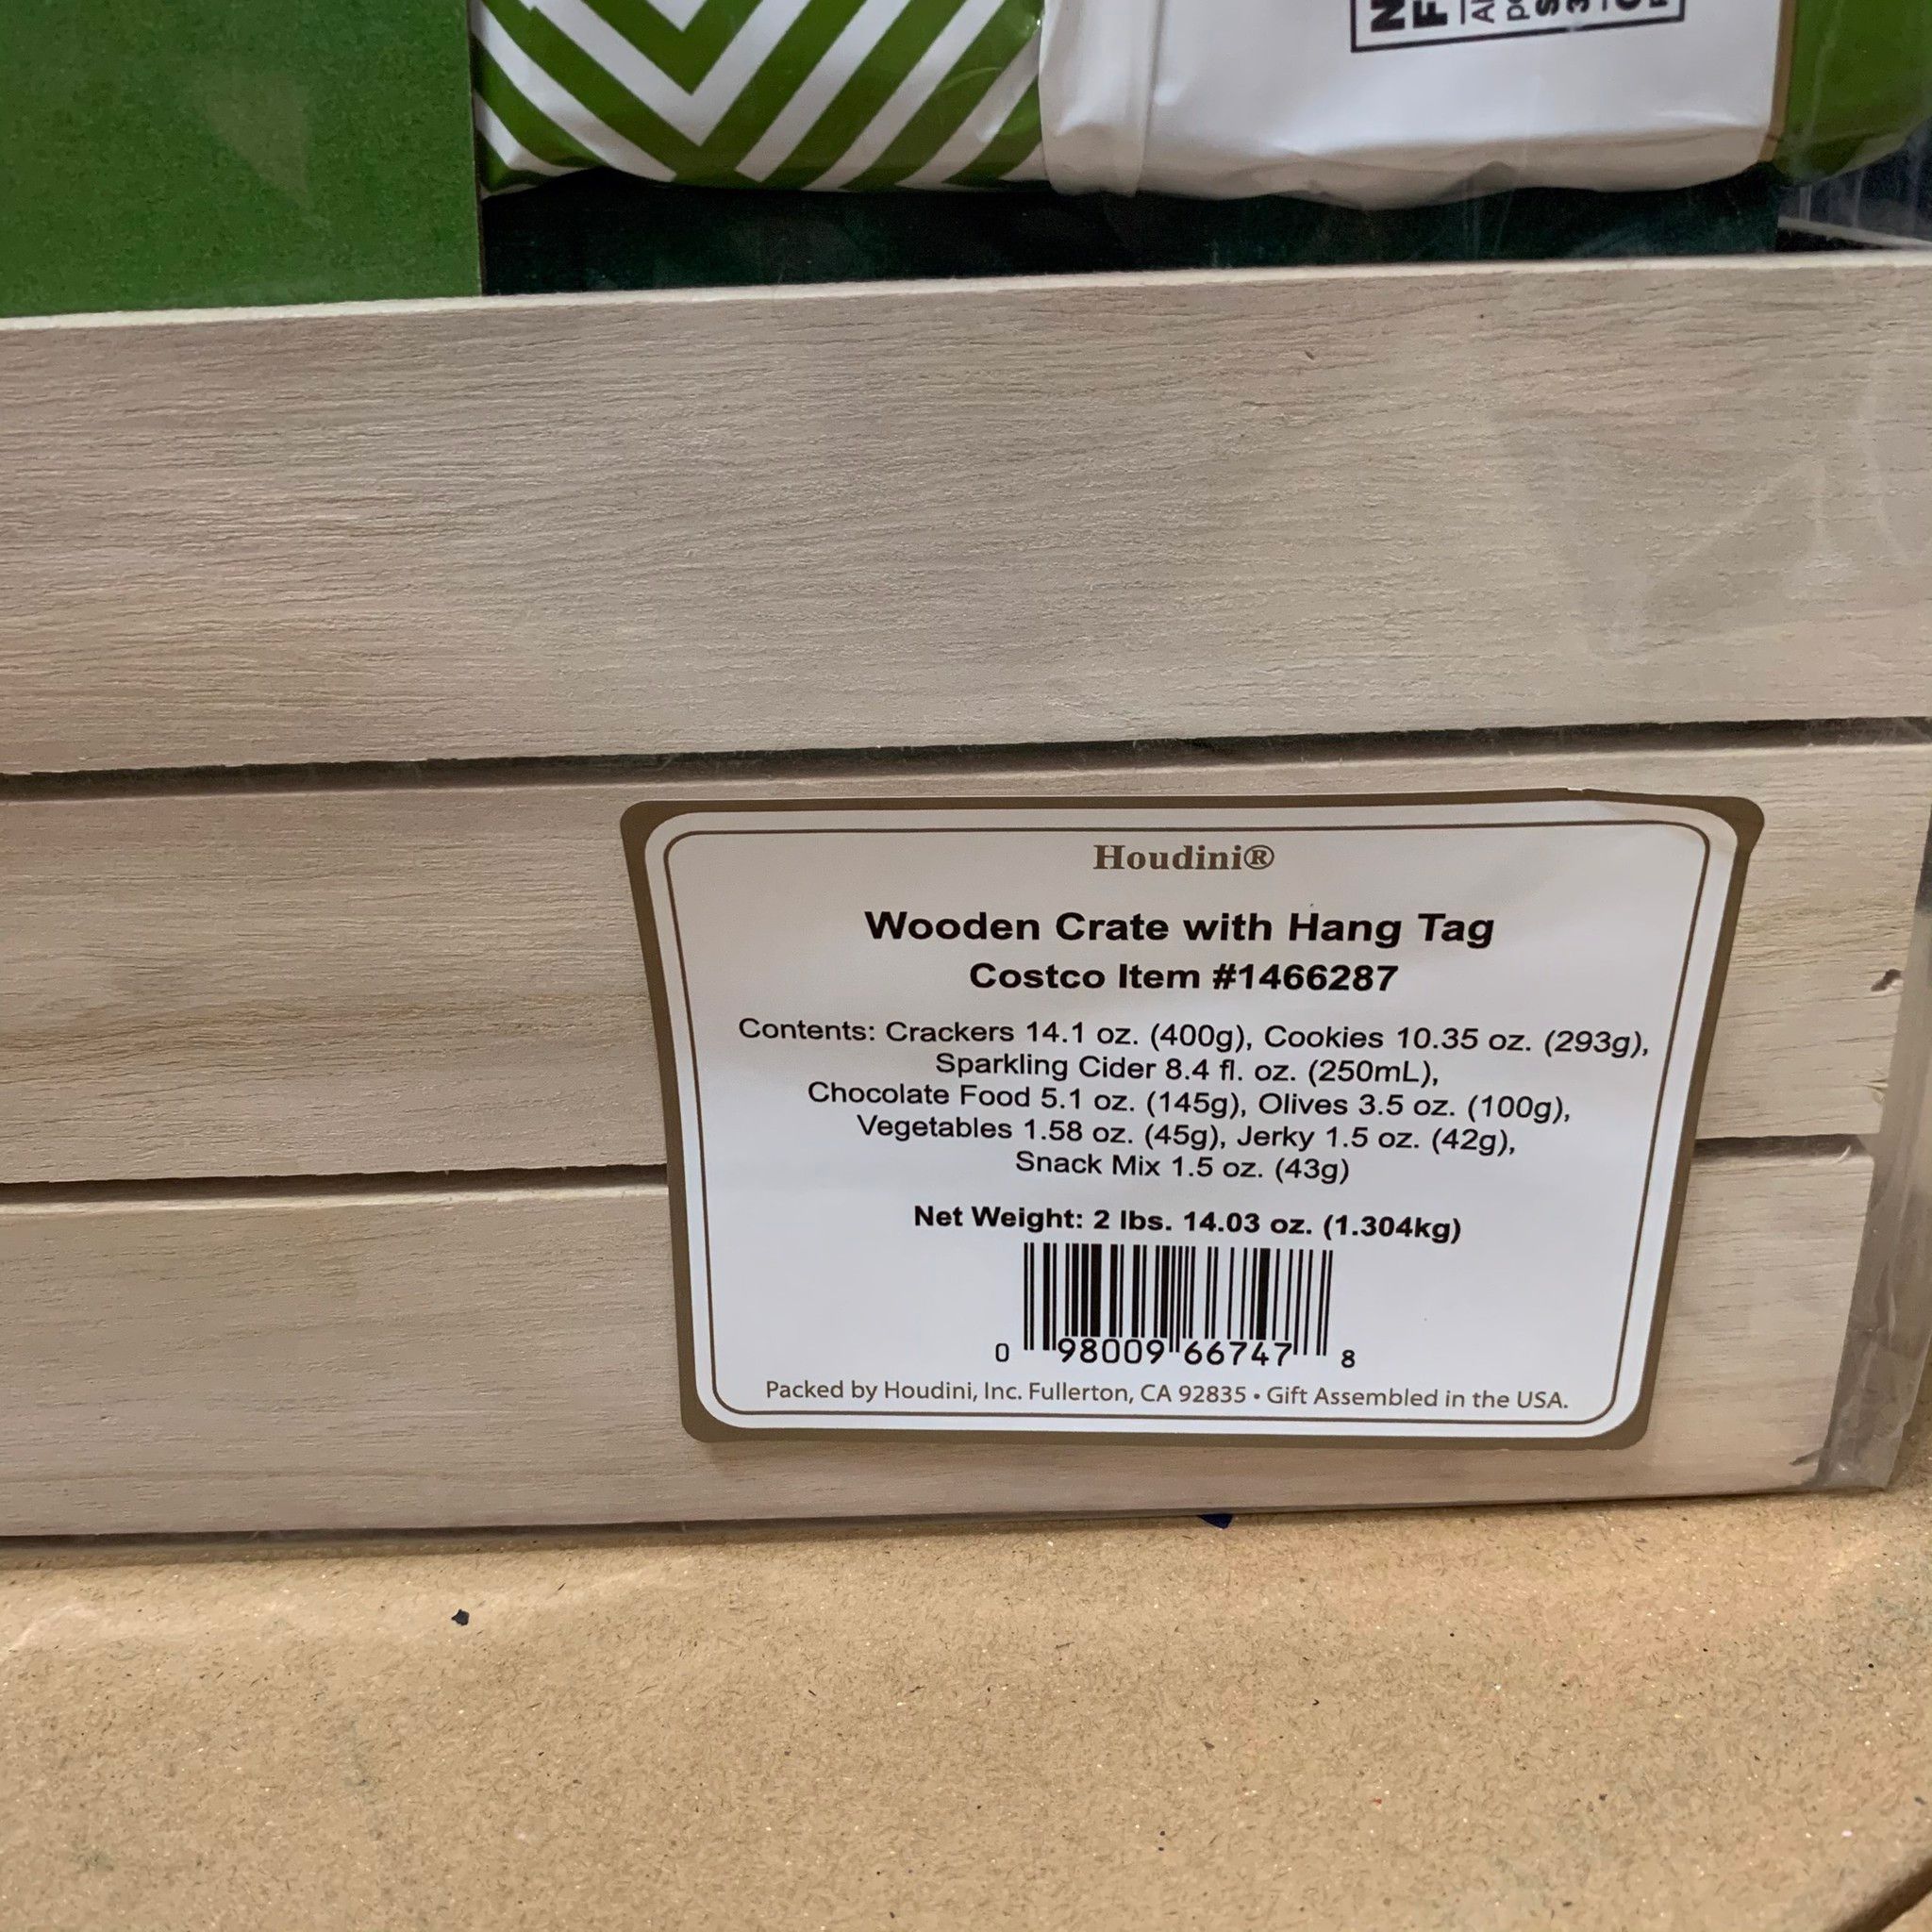 Houdini®
Wooden Crate with Hang Tag
Costco Item #1466287
Contents: Crackers 14.1 oz. (400g), Cookies 10.35 oz. (293g),
Sparkling Cider 8.4 fl. oz. (250mL),
Chocolate Food 5.1 oz. (145g), Olives 3.5 oz. (100g),
Vegetables 1.58 oz. (45g), Jerky 1.5 oz. (42g),
Snack Mix 1.5 oz. (43g)
Net Weight: 2 lbs. 14.03 oz. (1.304kg)
0 98009 66747 8
Packed by Houdini, Inc. Fullerton, CA 92835 • Gift Assembled in the USA.